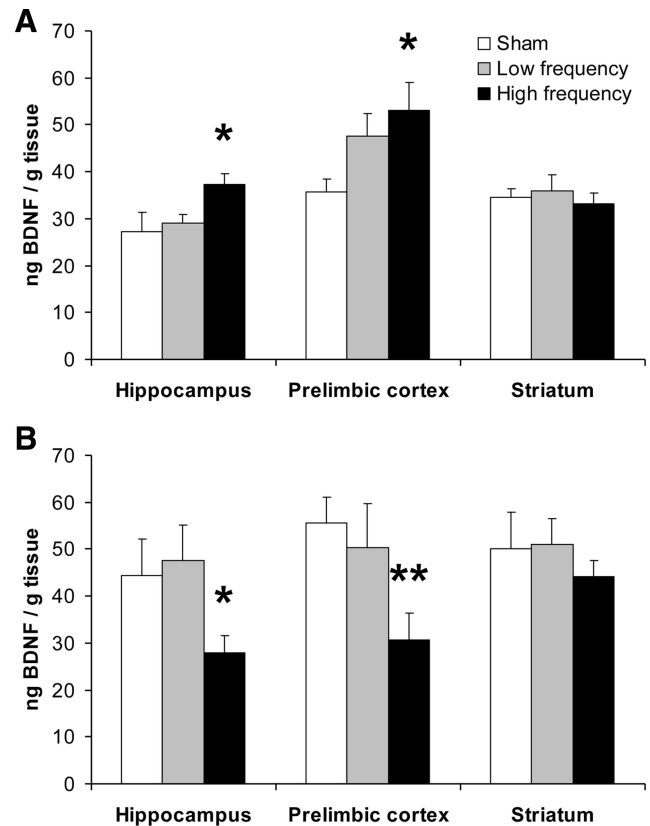 A
70
60
50
40
30
20
10
0
ng BDNF / g tissue
*
*
Sham
Low frequency
High frequency
Hippocampus Prelimbic cortex Striatum
B
70
60
50
40
30
20
10
0
ng BDNF / g tissue
*
**
Hippocampus Prelimbic cortex Striatum